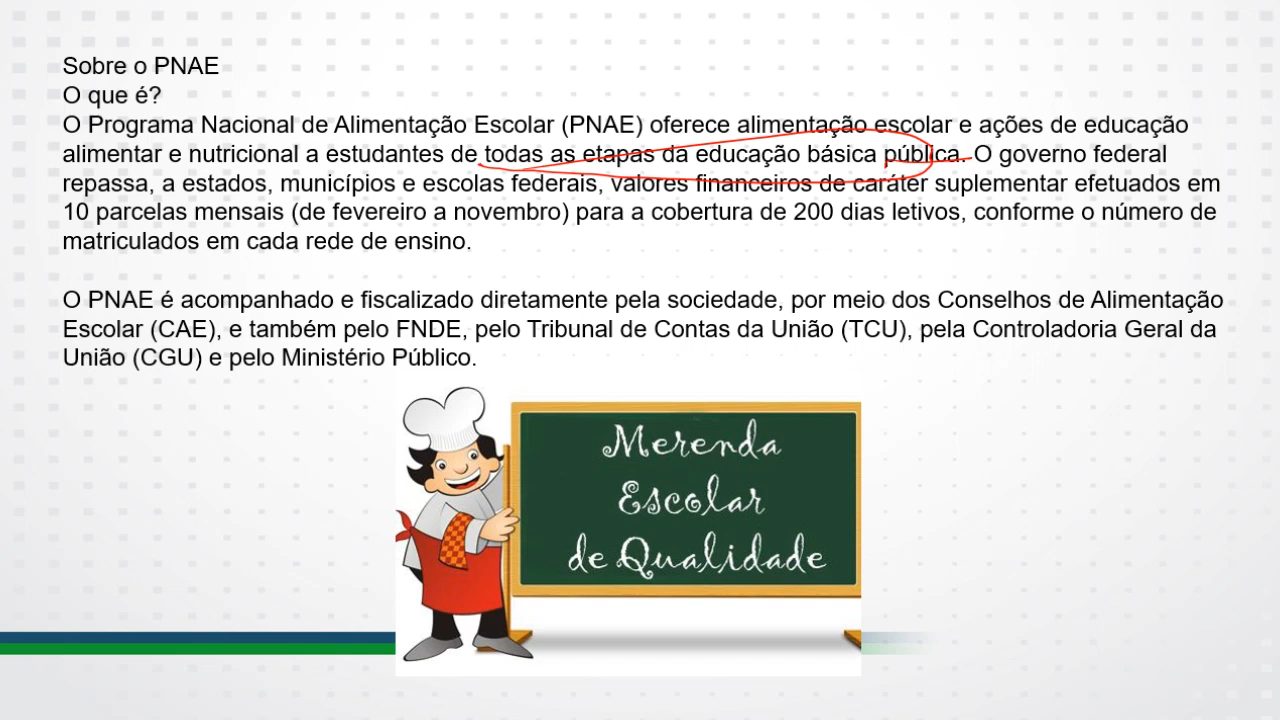 Sobre o PNAE
O que é?
O Programa Nacional de Alimentação Escolar (PNAE) oferece alimentação escolar e ações de educação
alimentar e nutricional a estudantes de todas as etapas da educação básica pública. O governo federal
repassa, a estados, municípios e escolas federais, valores financeiros de caráter suplementar efetuados em
10 parcelas mensais (de fevereiro a novembro) para a cobertura de 200 dias letivos, conforme o número de
matriculados em cada rede de ensino.
O PNAE é acompanhado e fiscalizado diretamente pela sociedade, por meio dos Conselhos de Alimentação
Escolar (CAE), e também pelo FNDE, pelo Tribunal de Contas da União (TCU), pela Controladoria Geral da
União (CGU) e pelo Ministério Público.
Merenda
Escolar
de Qualidade